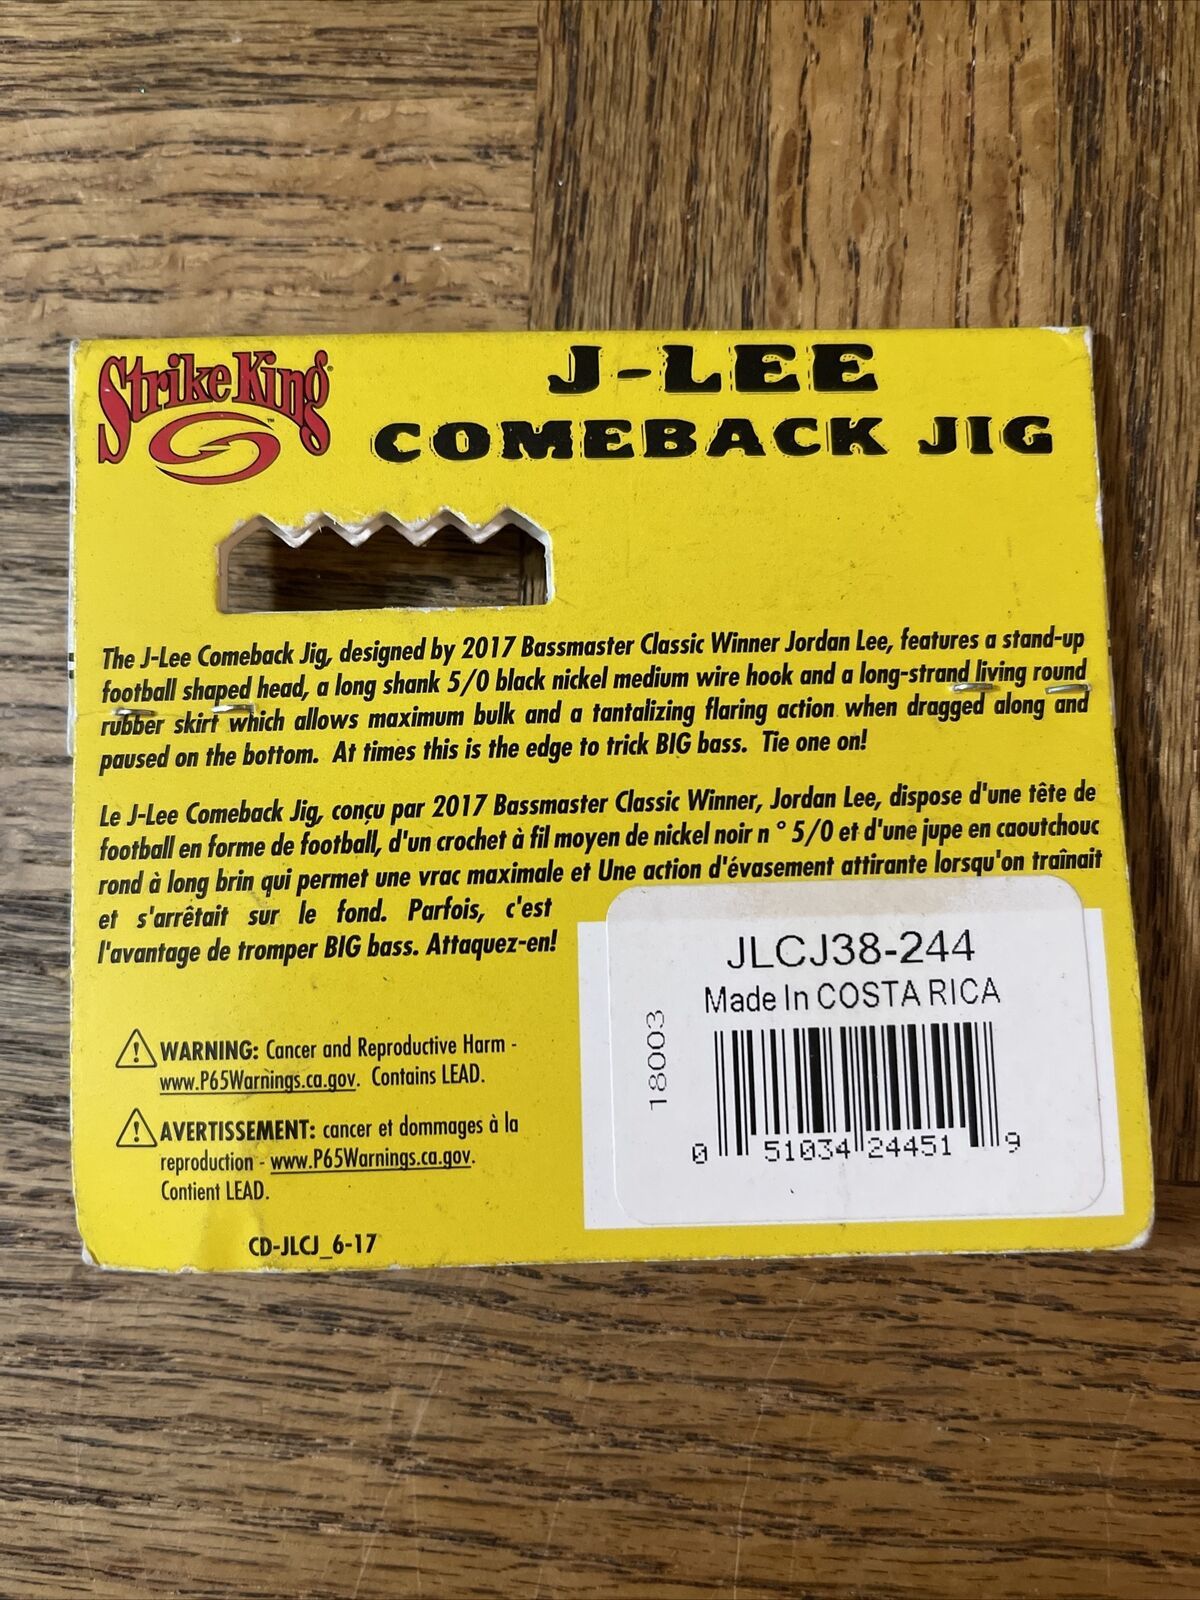 Strike King
J-LEE
COMEBACK JIG
The J-Lee Comeback Jig, designed by 2017 Bassmaster Classic Winner Jordan Lee, features a stand-up
football shaped head, a long shank 5/0 black nickel medium wire hook and a long-strand living round
rubber skirt which allows maximum bulk and a tantalizing flaring action when dragged along and
paused on the bottom. At times this is the edge to trick BIG bass. Tie one on!
Le J-Lee Comeback Jig, conçu par 2017 Bassmaster Classic Winner, Jordan Lee, dispose d'une tête de
football en forme de football, d'un crochet à fil moyen de nickel noir n ° 5/0 et d'une jupe en caoutchouc
rond à long brin qui permet une vrac maximale et Une action d'évasement attirante lorsqu'on traînait
et s'arrêtait sur le fond. Parfois, c'est
l'avantage de tromper BIG bass. Attaquez-en!
WARNING: Cancer and Reproductive Harm -
www.P65Warnings.ca.gov. Contains LEAD.
AVERTISSEMENT: cancer et dommages à la
reproduction - www.P65Warnings.ca.gov.
Contient LEAD.
CD-JLCJ_6-17
JLCJ38-244
Made In COSTA RICA
18003
0 51034 24451 9